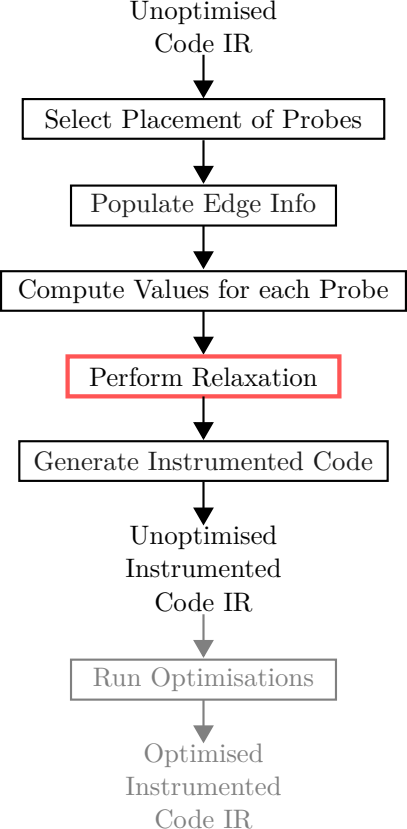 Unoptimised
Code IR
Select Placement of Probes
Populate Edge Info
Compute Values for each Probe
Perform Relaxation
Generate Instrumented Code
Unoptimised
Instrumented
Code IR
Run Optimisations
Optimised
Instrumented
Code IR